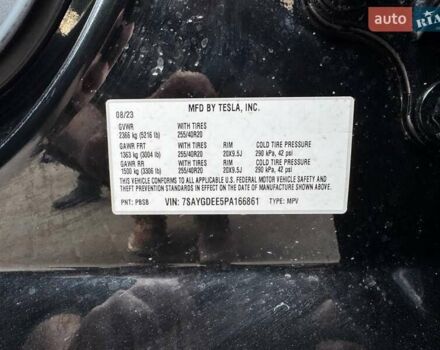 auto RIA
MFD BY TESLA, INC.
08/23
GVWR WITH TIRES
2366 kg (5216 lb) 255/40R20
GAWR FRT WITH TIRES RIM COLD TIRE PRESSURE
1363 kg (3004 lb) 255/40R20 20X9.5J 290 kPa, 42 psi
GAWR RR WITH TIRES RIM COLD TIRE PRESSURE
1500 kg (3306 lb) 255/40R20 20X9.5J 290 kPa, 42 psi
THIS VEHICLE CONFORMS TO ALL APPLICABLE U.S. FEDERAL MOTOR VEHICLE SAFETY AND
THEFT PREVENTION STANDARDS IN EFFECT ON THE DATE OF MANUFACTURE SHOWN ABOVE.
PNT: PBSB VIN: 7SAYGDEE5PA166861 TYPE: MPV